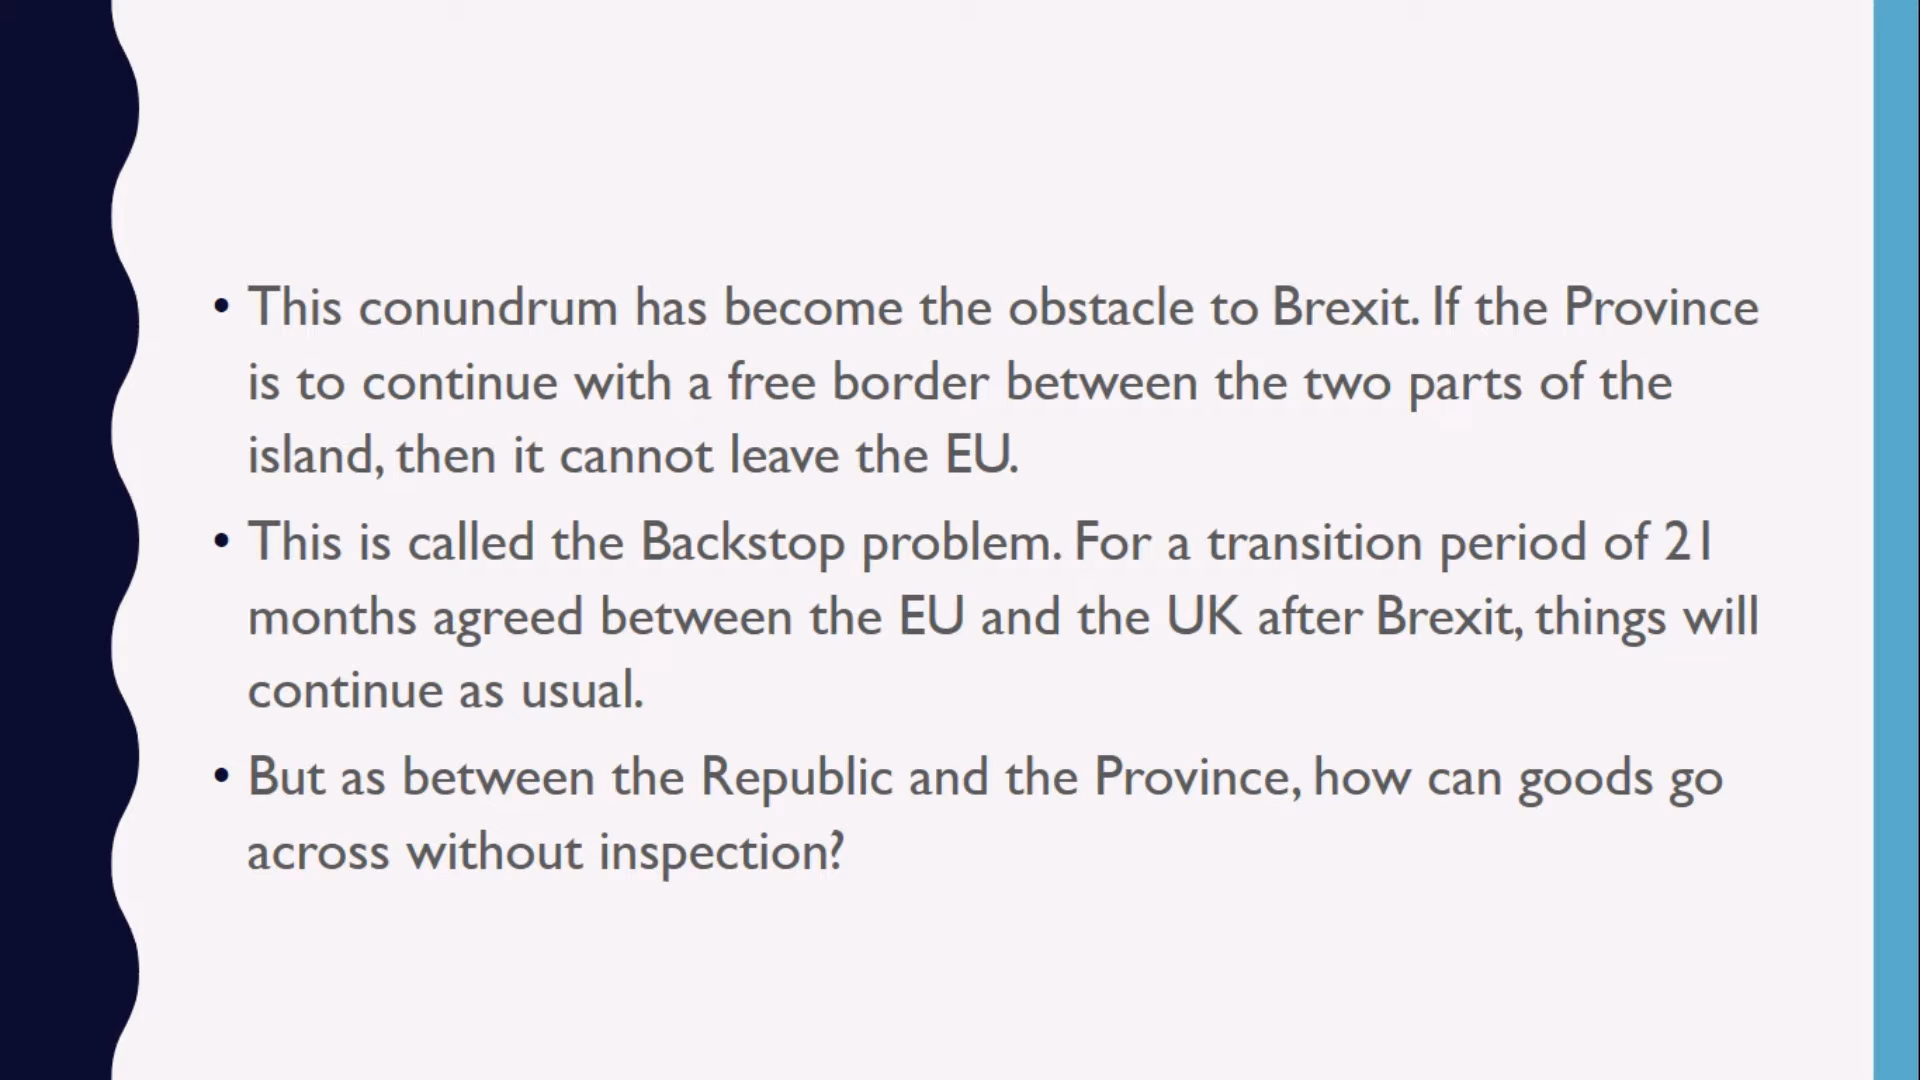 • This conundrum has become the obstacle to Brexit. If the Province
is to continue with a free border between the two parts of the
island, then it cannot leave the EU.
• This is called the Backstop problem. For a transition period of 21
months agreed between the EU and the UK after Brexit, things will
continue as usual.
• But as between the Republic and the Province, how can goods go
across without inspection?